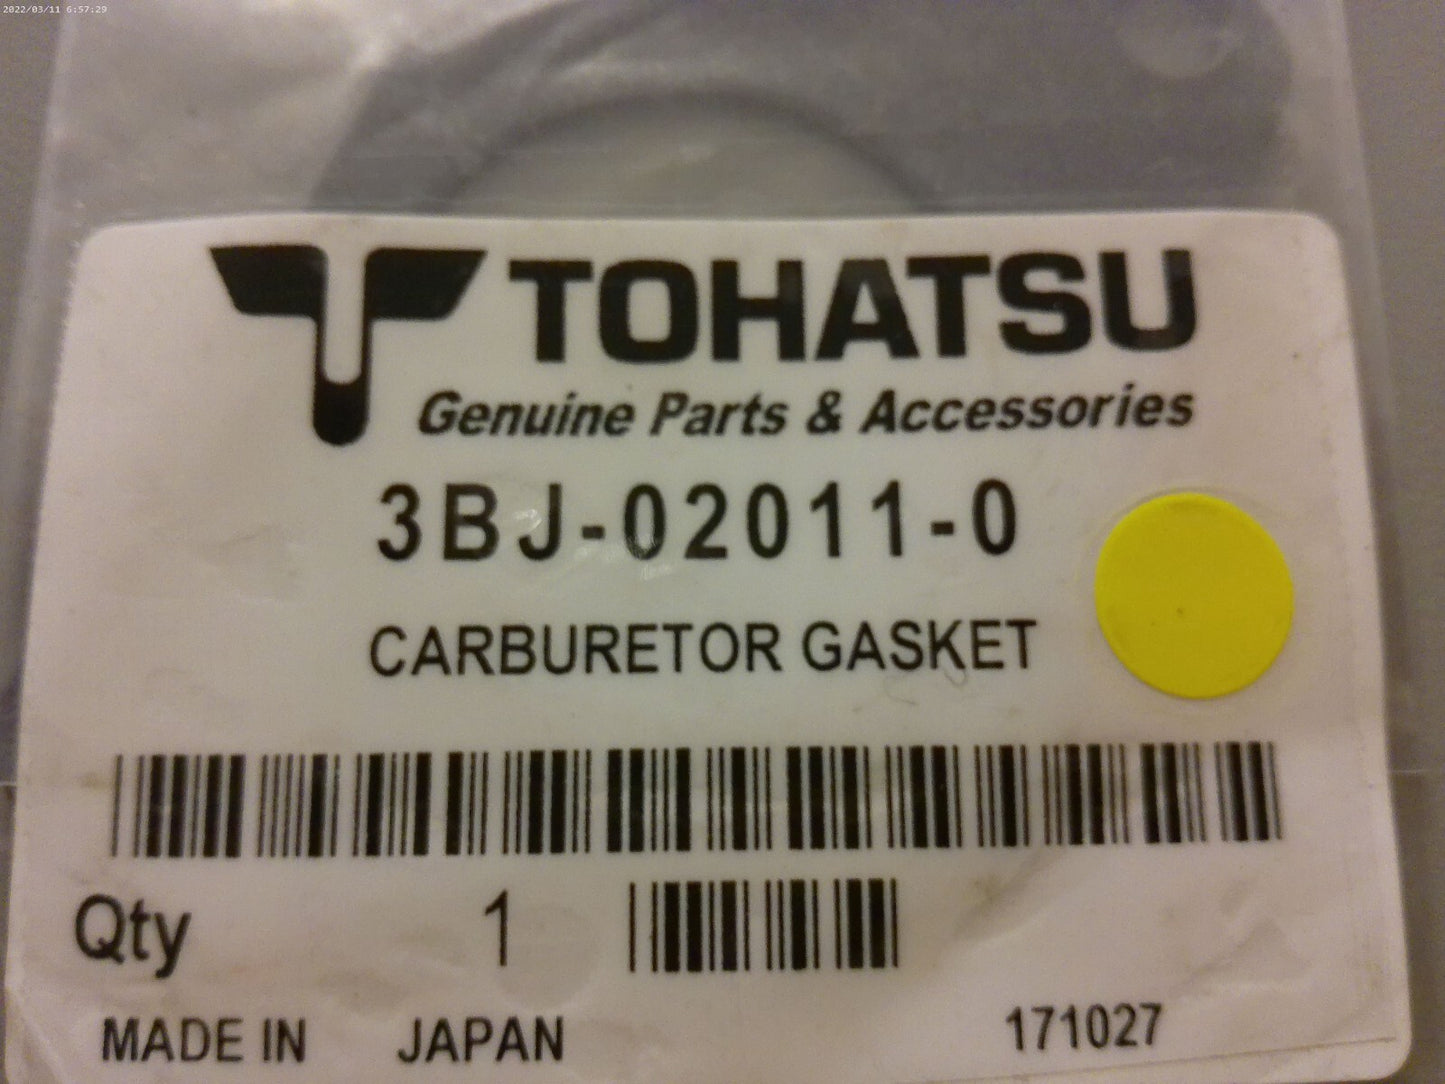 2022/03/11 6:57:29
TOHATSU
Genuine Parts & Accessories
3BJ-02011-0
CARBURETOR GASKET
Qty 1
MADE IN JAPAN 171027